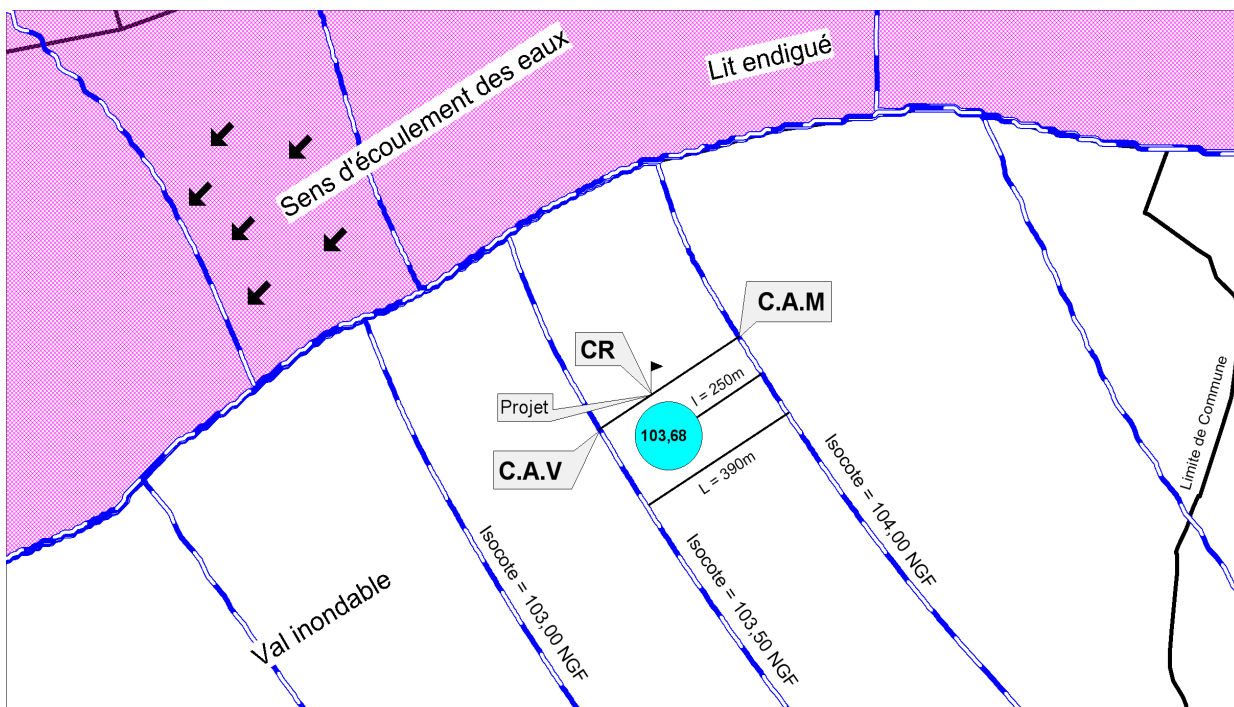 Lit endigué
Sens d'écoulement des eaux
C.A.M
CR
l = 250m
Projet
103,68
C.A.V
L = 390m
Limite de Commune
Isocote = 104,00 NGF
Isocote = 103,00 NGF
Isocote = 103,50 NGF
Val inondable